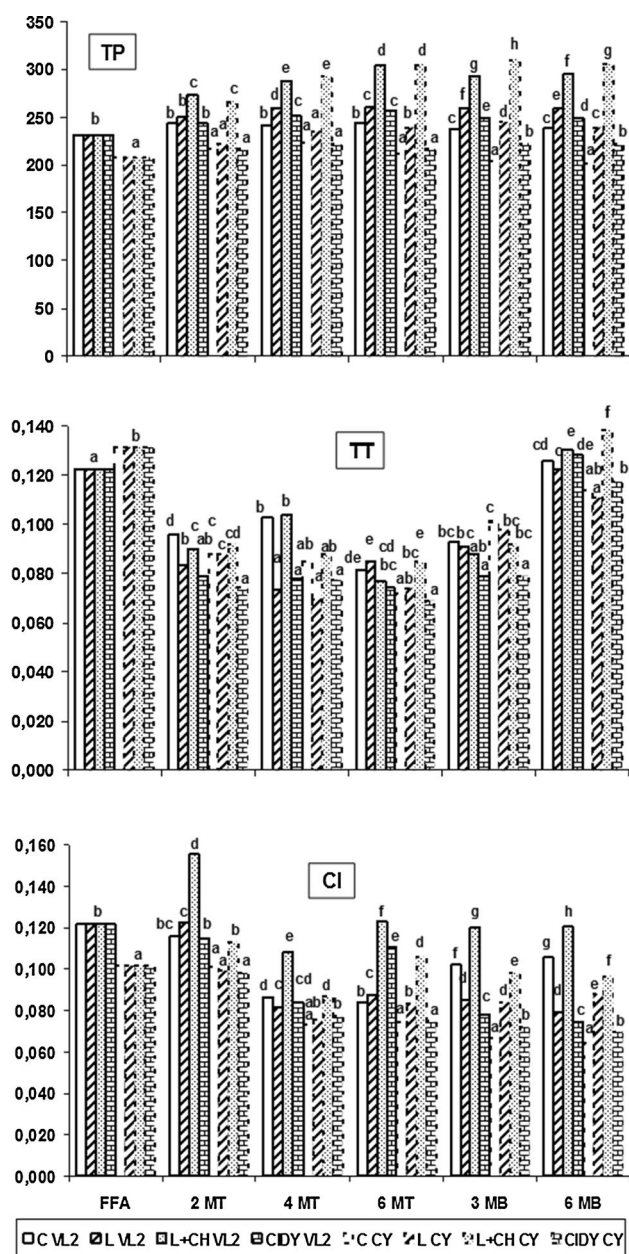 TP
350
300
250
200
150
100
50
0
b a
b b c b a a c a
b d e c a a e a
b c d c a b d a
c f g e a d h b
c e f d a c g b
TT
0,140
0,120
0,100
0,080
0,060
0,040
0,020
0,000
a b
d b c ab c c cd a
b a b a ab a ab a
de e cd bc ab bc e a
bc bc ab a c bc bc a
cd c e de ab a f b
CI
0,160
0,140
0,120
0,100
0,080
0,060
0,040
0,020
0,000
b a
bc c d b a a b a
d c e cd a ab d b
b c f e a b d a
f d g c a d e b
g d h c a e f b
FFA 2 MT 4 MT 6 MT 3 MB 6 MB
C VL2 L VL2 L+CH VL2 CIDY VL2 C CY L CY L+CH CY CIDY CY